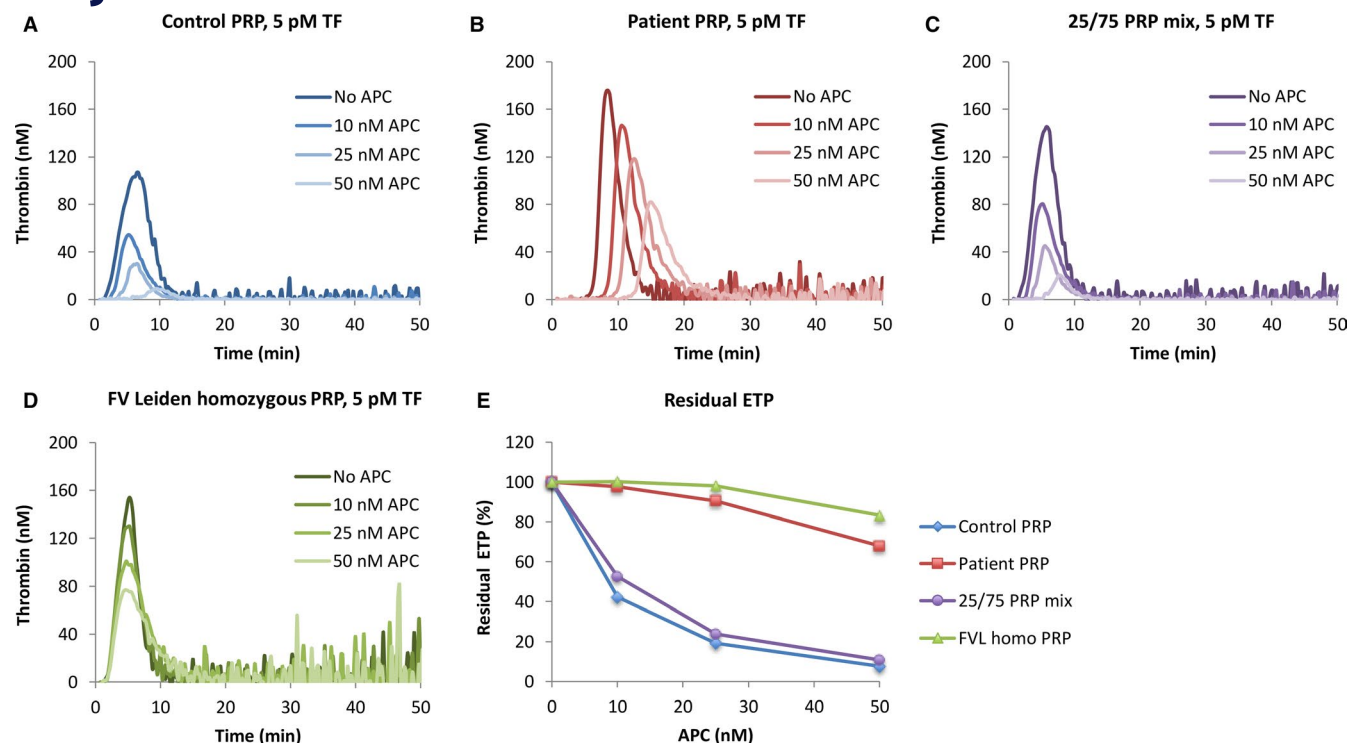 A
Control PRP, 5 pM TF
200
160
120
80
40
0
Thrombin (nM)
No APC
10 nM APC
25 nM APC
50 nM APC
0 10 20 30 40 50
Time (min)
B
Patient PRP, 5 pM TF
200
160
120
80
40
0
Thrombin (nM)
No APC
10 nM APC
25 nM APC
50 nM APC
0 10 20 30 40 50
Time (min)
C
25/75 PRP mix, 5 pM TF
200
160
120
80
40
0
Thrombin (nM)
No APC
10 nM APC
25 nM APC
50 nM APC
0 10 20 30 40 50
Time (min)
D
FV Leiden homozygous PRP, 5 pM TF
200
160
120
80
40
0
Thrombin (nM)
No APC
10 nM APC
25 nM APC
50 nM APC
0 10 20 30 40 50
Time (min)
E
Residual ETP
120
100
80
60
40
20
0
Residual ETP (%)
0 10 20 30 40 50
APC (nM)
Control PRP
Patient PRP
25/75 PRP mix
FVL homo PRP